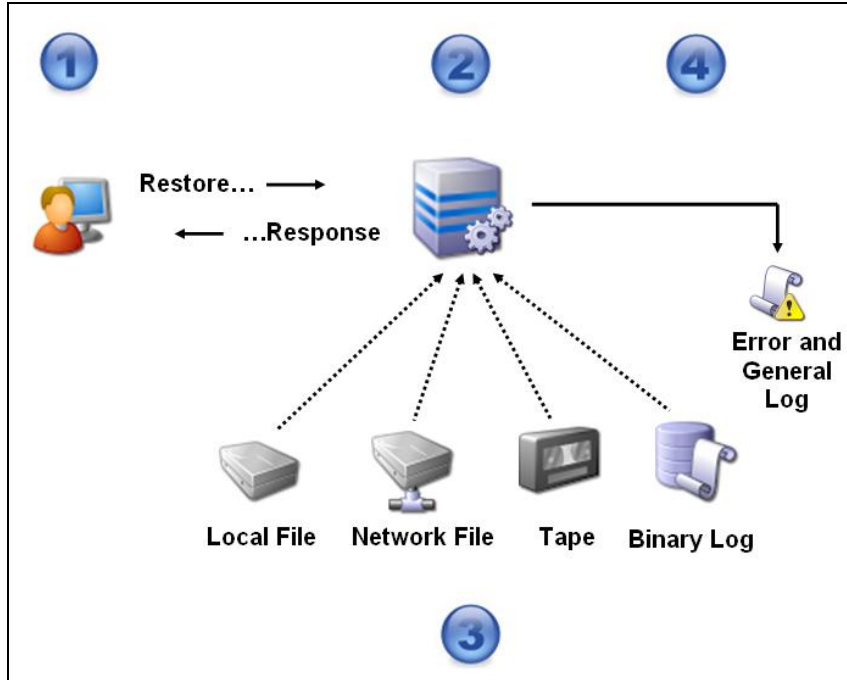 1
2
4
Restore…
…Response
Error and
General
Log
Local File
Network File
Tape
Binary Log
3